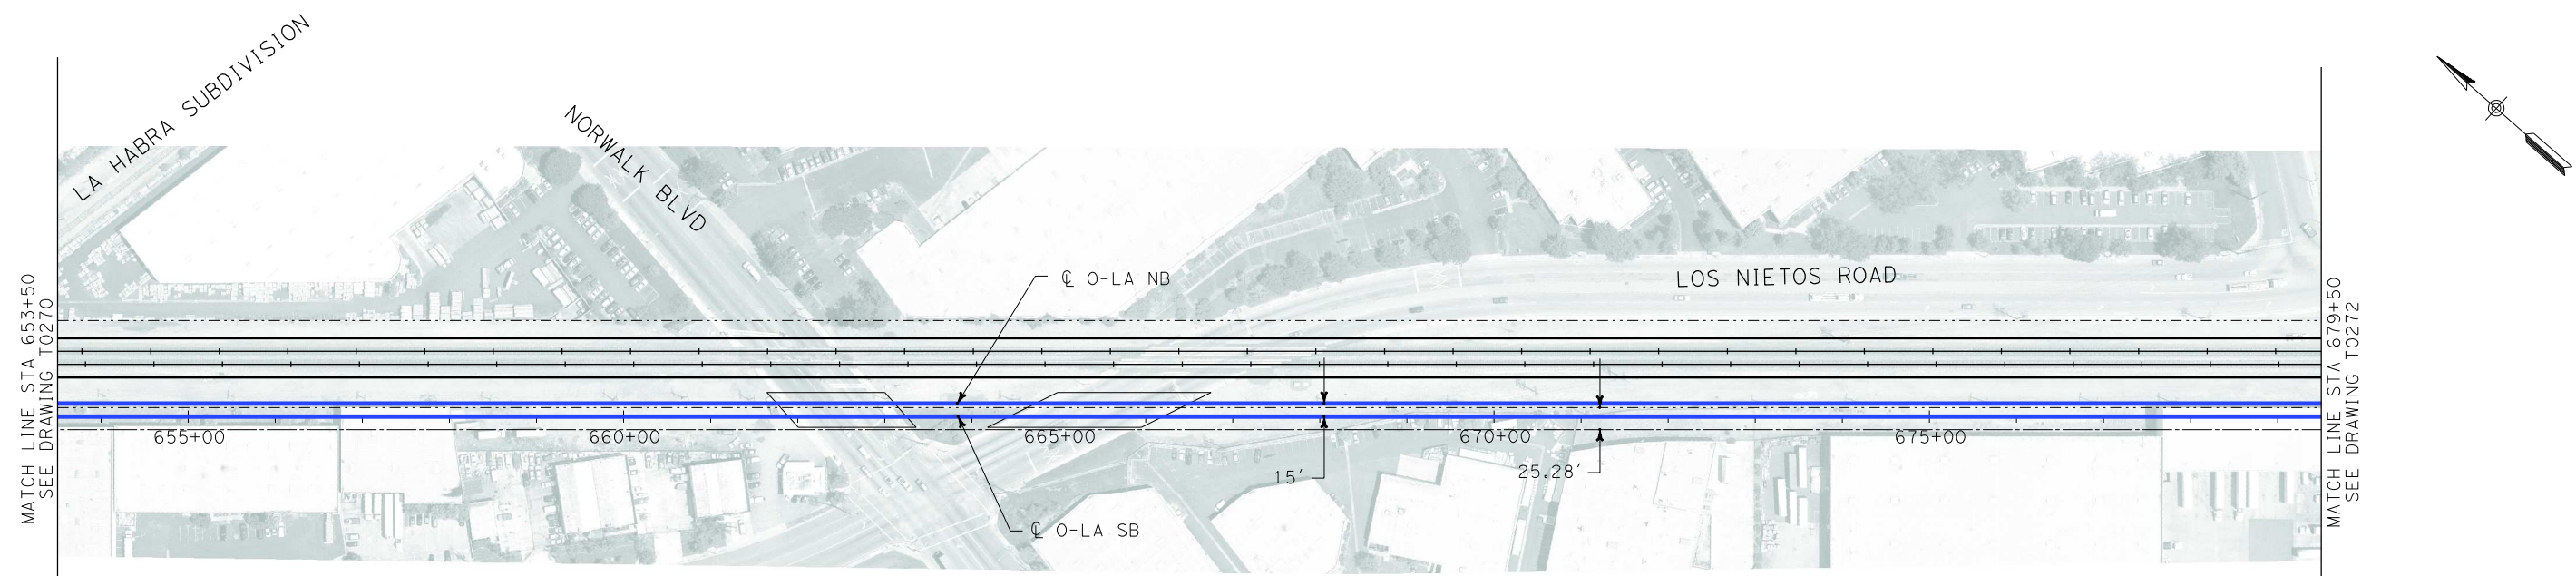 LA HABRA SUBDIVISION
NORWALK BLVD
℄ O-LA NB
LOS NIETOS ROAD
MATCH LINE STA 653+50
SEE DRAWING T0270
MATCH LINE STA 679+50
SEE DRAWING T0272
655+00
660+00
665+00
670+00
675+00
15'
25.28'
℄ O-LA SB